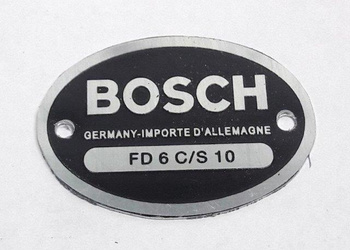 BOSCH
GERMANY-IMPORTE D'ALLEMAGNE
FD 6 C/S 10